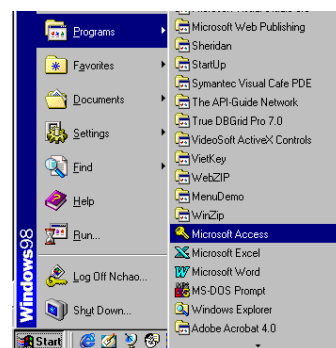 Programs
Favorites
Documents
Settings
Find
Help
Run...
Log Off Nchao...
Shut Down...
Windows98
Start
Microsoft Web Publishing
Sheridan
StartUp
Symantec Visual Cafe PDE
The API-Guide Network
True DBGrid Pro 7.0
VideoSoft ActiveX Controls
VietKey
WebZIP
MenuDemo
WinZip
Microsoft Access
Microsoft Excel
Microsoft Word
MS-DOS Prompt
Windows Explorer
Adobe Acrobat 4.0